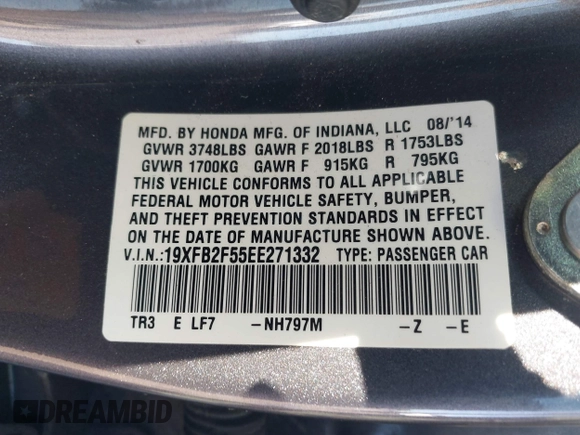 MFD. BY HONDA MFG. OF INDIANA, LLC 08/'14
GVWR 3748LBS GAWR F 2018LBS R 1753LBS
GVWR 1700KG GAWR F 915KG R 795KG
THIS VEHICLE CONFORMS TO ALL APPLICABLE
FEDERAL MOTOR VEHICLE SAFETY, BUMPER,
AND THEFT PREVENTION STANDARDS IN EFFECT
ON THE DATE OF MANUFACTURE SHOWN ABOVE.
V.I.N.:19XFB2F55EE271332 TYPE: PASSENGER CAR
TR3 E LF7 -NH797M -Z -E
DREAMBID